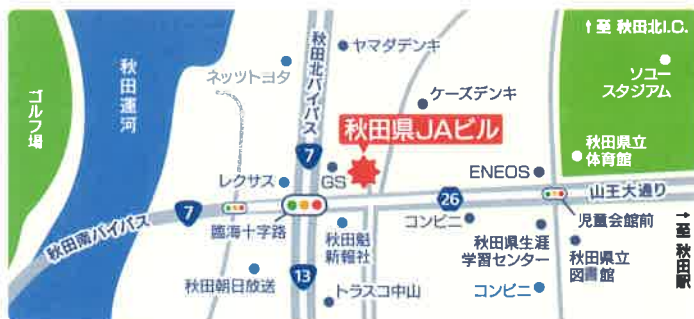 ↑至 秋田北I.C.
ヤマダデンキ
秋田北バイパス
ネッツトヨタ
秋田運河
ゴルフ場
ソユー
スタジアム
ケーズデンキ
秋田県JAビル
秋田県立
体育館
7
GS
レクサス
ENEOS
山王大通り
26
7
秋田南バイパス
臨海十字路
コンビニ
児童会館前
秋田魁
新報社
秋田県生涯
学習センター
秋田県立
図書館
↑至 秋田駅
13
秋田朝日放送
トラスコ中山
コンビニ